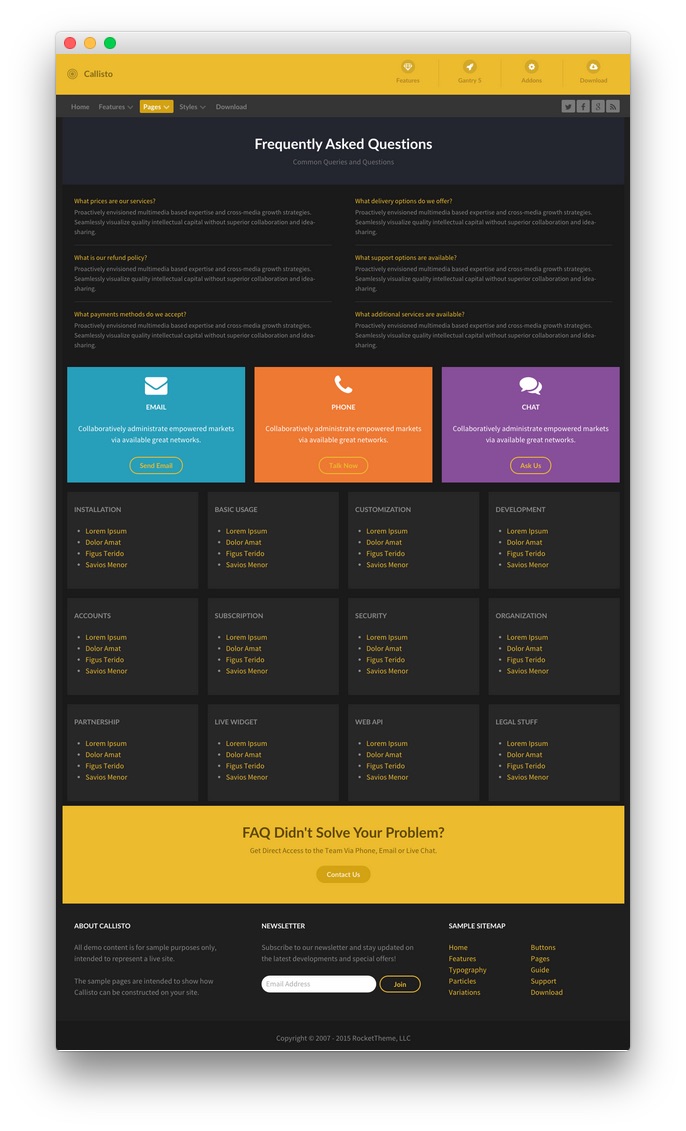 Callisto
Features
Gantry 5
Addons
Download
Home Features Pages Styles Download
Frequently Asked Questions
Common Queries and Questions
What prices are our services?
Proactively envisioned multimedia based expertise and cross-media growth strategies.
Seamlessly visualize quality intellectual capital without superior collaboration and idea-
sharing.
What delivery options do we offer?
Proactively envisioned multimedia based expertise and cross-media growth strategies.
Seamlessly visualize quality intellectual capital without superior collaboration and idea-
sharing.
What is our refund policy?
Proactively envisioned multimedia based expertise and cross-media growth strategies.
Seamlessly visualize quality intellectual capital without superior collaboration and idea-
sharing.
What support options are available?
Proactively envisioned multimedia based expertise and cross-media growth strategies.
Seamlessly visualize quality intellectual capital without superior collaboration and idea-
sharing.
What payments methods do we accept?
Proactively envisioned multimedia based expertise and cross-media growth strategies.
Seamlessly visualize quality intellectual capital without superior collaboration and idea-
sharing.
What additional services are available?
Proactively envisioned multimedia based expertise and cross-media growth strategies.
Seamlessly visualize quality intellectual capital without superior collaboration and idea-
sharing.
EMAIL
Collaboratively administrate empowered markets
via available great networks.
Send Email
PHONE
Collaboratively administrate empowered markets
via available great networks.
Talk Now
CHAT
Collaboratively administrate empowered markets
via available great networks.
Ask Us
INSTALLATION
Lorem Ipsum
Dolor Amat
Figus Terido
Savios Menor
BASIC USAGE
Lorem Ipsum
Dolor Amat
Figus Terido
Savios Menor
CUSTOMIZATION
Lorem Ipsum
Dolor Amat
Figus Terido
Savios Menor
DEVELOPMENT
Lorem Ipsum
Dolor Amat
Figus Terido
Savios Menor
ACCOUNTS
Lorem Ipsum
Dolor Amat
Figus Terido
Savios Menor
SUBSCRIPTION
Lorem Ipsum
Dolor Amat
Figus Terido
Savios Menor
SECURITY
Lorem Ipsum
Dolor Amat
Figus Terido
Savios Menor
ORGANIZATION
Lorem Ipsum
Dolor Amat
Figus Terido
Savios Menor
PARTNERSHIP
Lorem Ipsum
Dolor Amat
Figus Terido
Savios Menor
LIVE WIDGET
Lorem Ipsum
Dolor Amat
Figus Terido
Savios Menor
WEB API
Lorem Ipsum
Dolor Amat
Figus Terido
Savios Menor
LEGAL STUFF
Lorem Ipsum
Dolor Amat
Figus Terido
Savios Menor
FAQ Didn't Solve Your Problem?
Get Direct Access to the Team Via Phone, Email or Live Chat.
Contact Us
ABOUT CALLISTO
All demo content is for sample purposes only,
intended to represent a live site.
The sample pages are intended to show how
Callisto can be constructed on your site.
NEWSLETTER
Subscribe to our newsletter and stay updated on
the latest developments and special offers!
Email Address
Join
SAMPLE SITEMAP
Home
Features
Typography
Particles
Variations
Buttons
Pages
Guide
Support
Download
Copyright © 2007 - 2015 RocketTheme, LLC